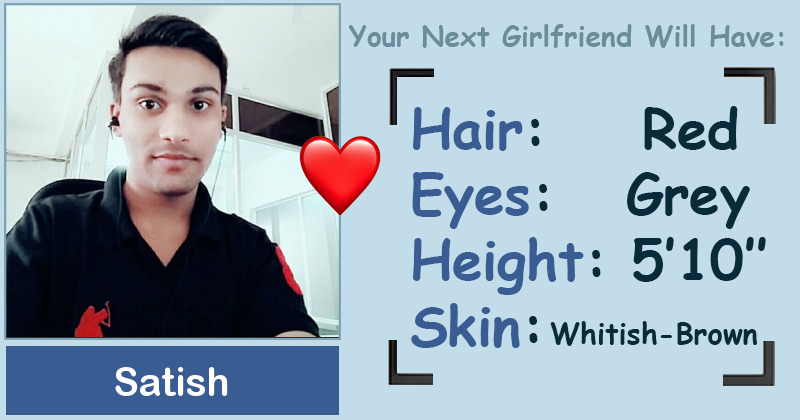 Your Next Girlfriend Will Have:
Hair: Red
Eyes: Grey
Height: 5'10"
Skin: Whitish-Brown
Satish